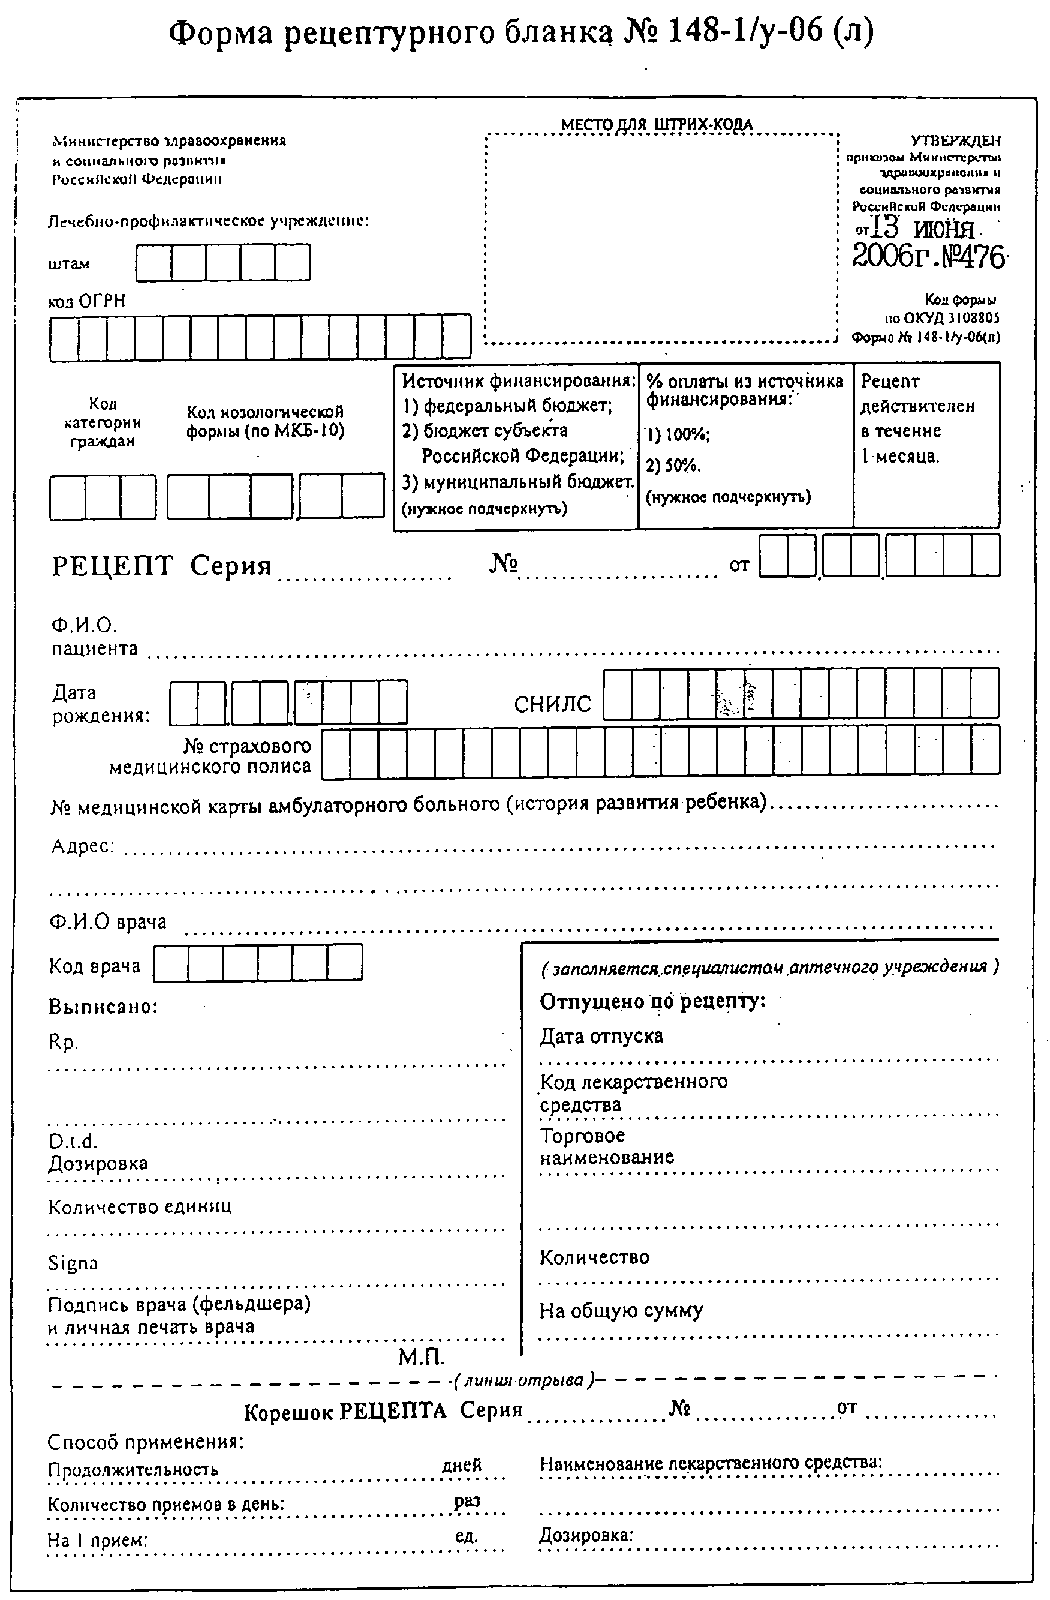 Форма рецептурного бланка № 148-1/у-06 (л)
МЕСТО ДЛЯ ШТРИХ-КОДА
Министерство здравоохранения
и социального развития
Российской Федерации
Лечебно-профилактическое учреждение:
штам
код ОГРН
УТВЕРЖДЕН
приказом Министерства
здравоохранения и
социального развития
Российской Федерации
от 13 июня
2006г. №476
Код формы
по ОКУД 3108805
Форма № 148-1/у-06(л)
Код
категории
граждан
Код нозологической
формы (по МКБ-10)
Источник финансирования:
1) федеральный бюджет;
2) бюджет субъекта
Российской Федерации;
3) муниципальный бюджет.
(нужное подчеркнуть)
% оплаты из источника
финансирования:
1) 100%;
2) 50%.
(нужное подчеркнуть)
Рецепт
действителен
в течение
1 месяца.
РЕЦЕПТ Серия № от
Ф.И.О.
пациента
Дата
рождения:
СНИЛС
№ страхового
медицинского полиса
№ медицинской карты амбулаторного больного (история развития ребенка)
Адрес:
Ф.И.О врача
Код врача
Выписано:
Rp.
D.t.d.
Дозировка
Количество единиц
Signa
Подпись врача (фельдшера)
и личная печать врача
М.П.
( заполняется специалистом аптечного учреждения )
Отпущено по рецепту:
Дата отпуска
Код лекарственного
средства
Торговое
наименование
Количество
На общую сумму
( линия отрыва )
Корешок РЕЦЕПТА Серия № от
Способ применения:
Продолжительность дней
Количество приемов в день: раз
На 1 прием: ед.
Наименование лекарственного средства:
Дозировка: